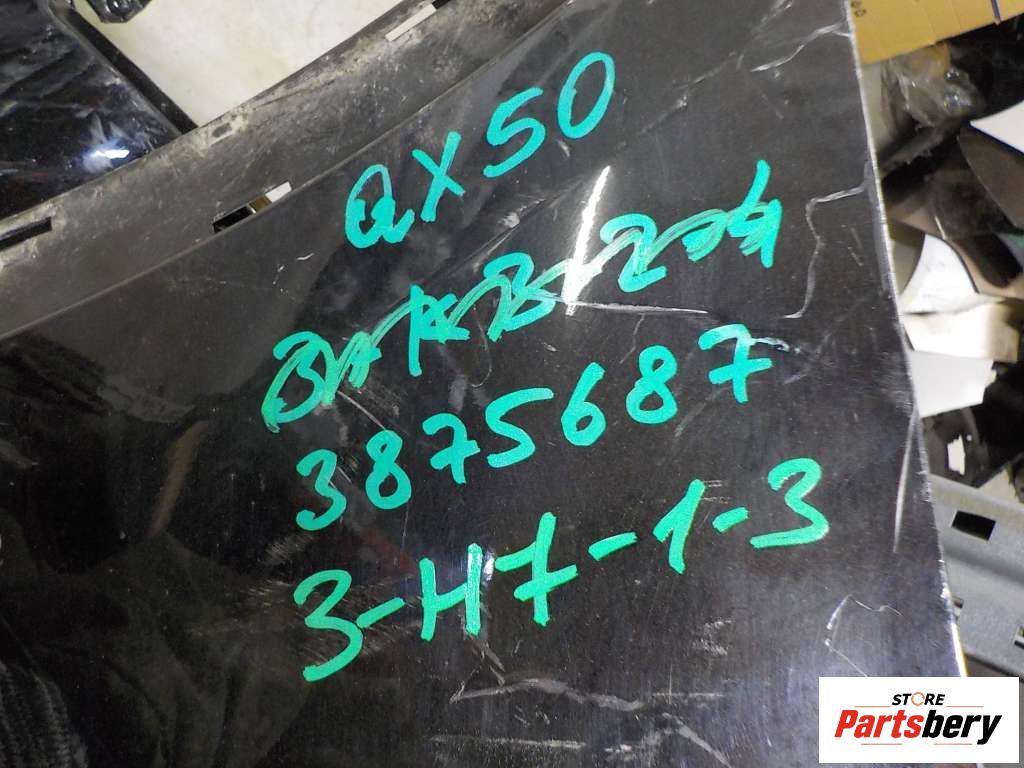 QX50
3875687
3-H7-1-3
STORE
Partsbery